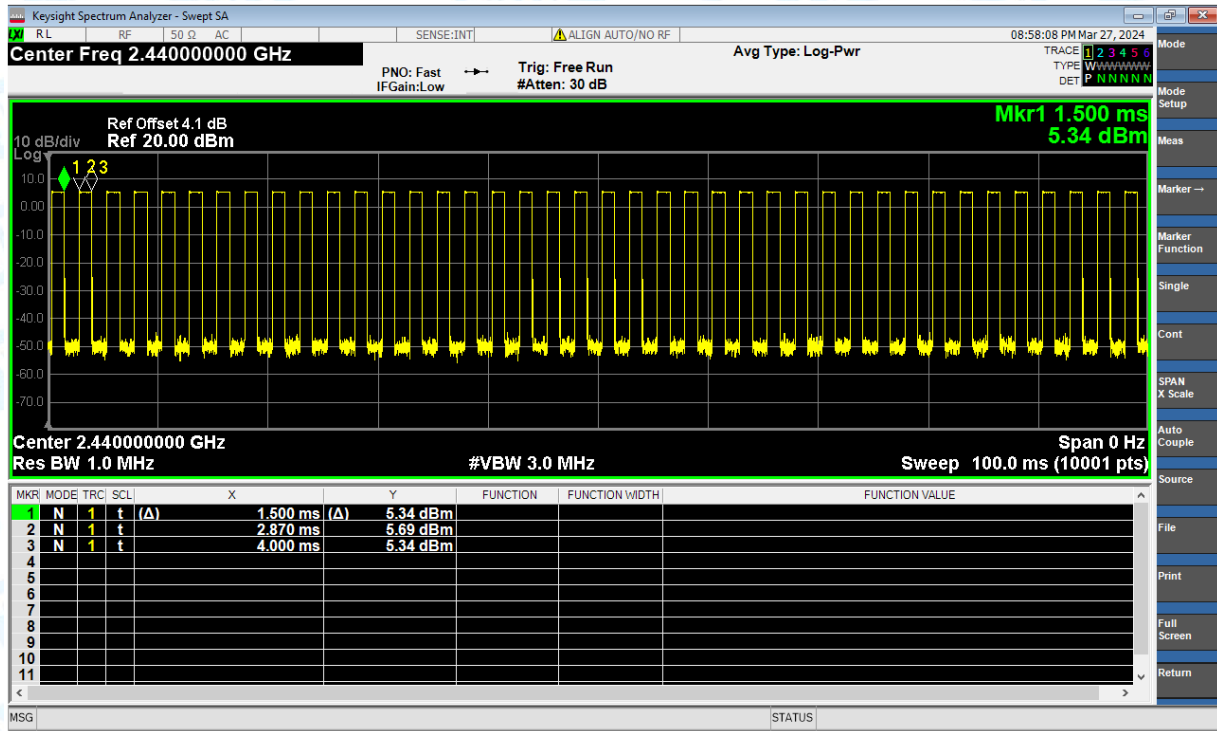 Keysight Spectrum Analyzer - Swept SA
LXI RL RF 50 Ω AC SENSE:INT ALIGN AUTO/NO RF 08:58:08 PM Mar 27, 2024
Center Freq 2.440000000 GHz
PNO: Fast
IFGain:Low
Trig: Free Run
#Atten: 30 dB
Avg Type: Log-Pwr
TRACE 1 2 3 4 5 6
TYPE WWWWWW
DET P N N N N N
Mkr1 1.500 ms
5.34 dBm
10 dB/div
Log
Ref Offset 4.1 dB
Ref 20.00 dBm
1 2 3
10.0
0.00
-10.0
-20.0
-30.0
-40.0
-50.0
-60.0
-70.0
Center 2.440000000 GHz
Res BW 1.0 MHz
#VBW 3.0 MHz
Span 0 Hz
Sweep 100.0 ms (10001 pts)
MKR MODE TRC SCL X Y FUNCTION FUNCTION WIDTH FUNCTION VALUE
1 N 1 t (Δ) 1.500 ms (Δ) 5.34 dBm
2 N 1 t 2.870 ms 5.69 dBm
3 N 1 t 4.000 ms 5.34 dBm
4
5
6
7
8
9
10
11
MSG STATUS
Mode
Mode
Setup
Meas
Marker →
Marker
Function
Single
Cont
SPAN
X Scale
Auto
Couple
Source
File
Print
Full
Screen
Return